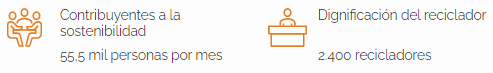 Contribuyentes a la
sostenibilidad
55,5 mil personas por mes
Dignificación del reciclador
2.400 recicladores